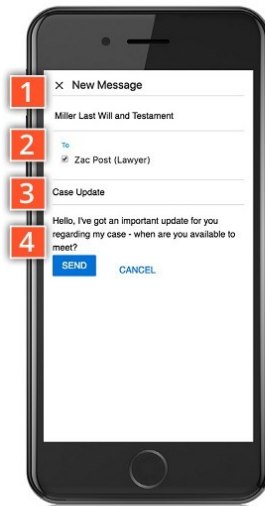 1
× New Message
Miller Last Will and Testament
2
To
Zac Post (Lawyer)
3
Case Update
Hello, I've got an important update for you
4
regarding my case - when are you available to
meet?
SEND CANCEL